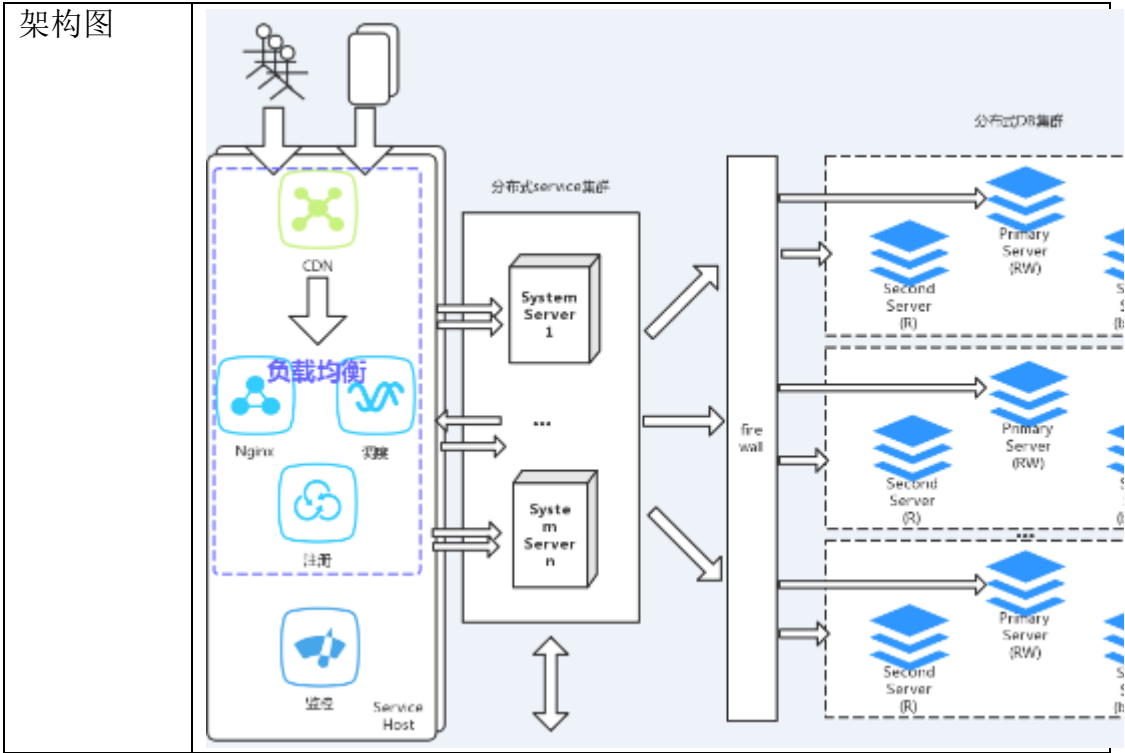 架构图
分布式DB集群
分布式service集群
CDN
负载均衡
Nginx
调度
注册
监控
Service
Host
System
Server
1
...
Syste
m
Server
n
fire
wall
Primary
Server
(RW)
Second
Server
(R)
Primary
Server
(RW)
Second
Server
(R)
...
Primary
Server
(RW)
Second
Server
(R)